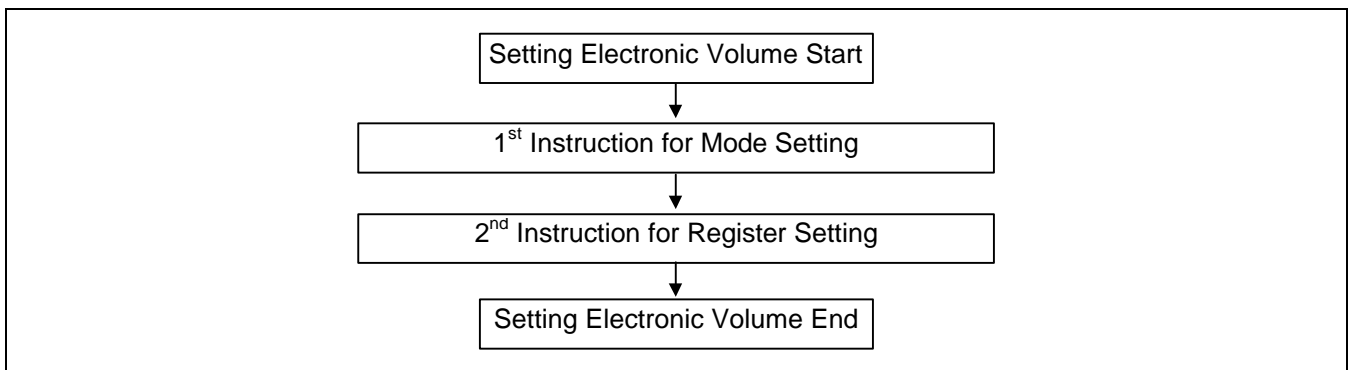 Setting Electronic Volume Start
1st Instruction for Mode Setting
2nd Instruction for Register Setting
Setting Electronic Volume End